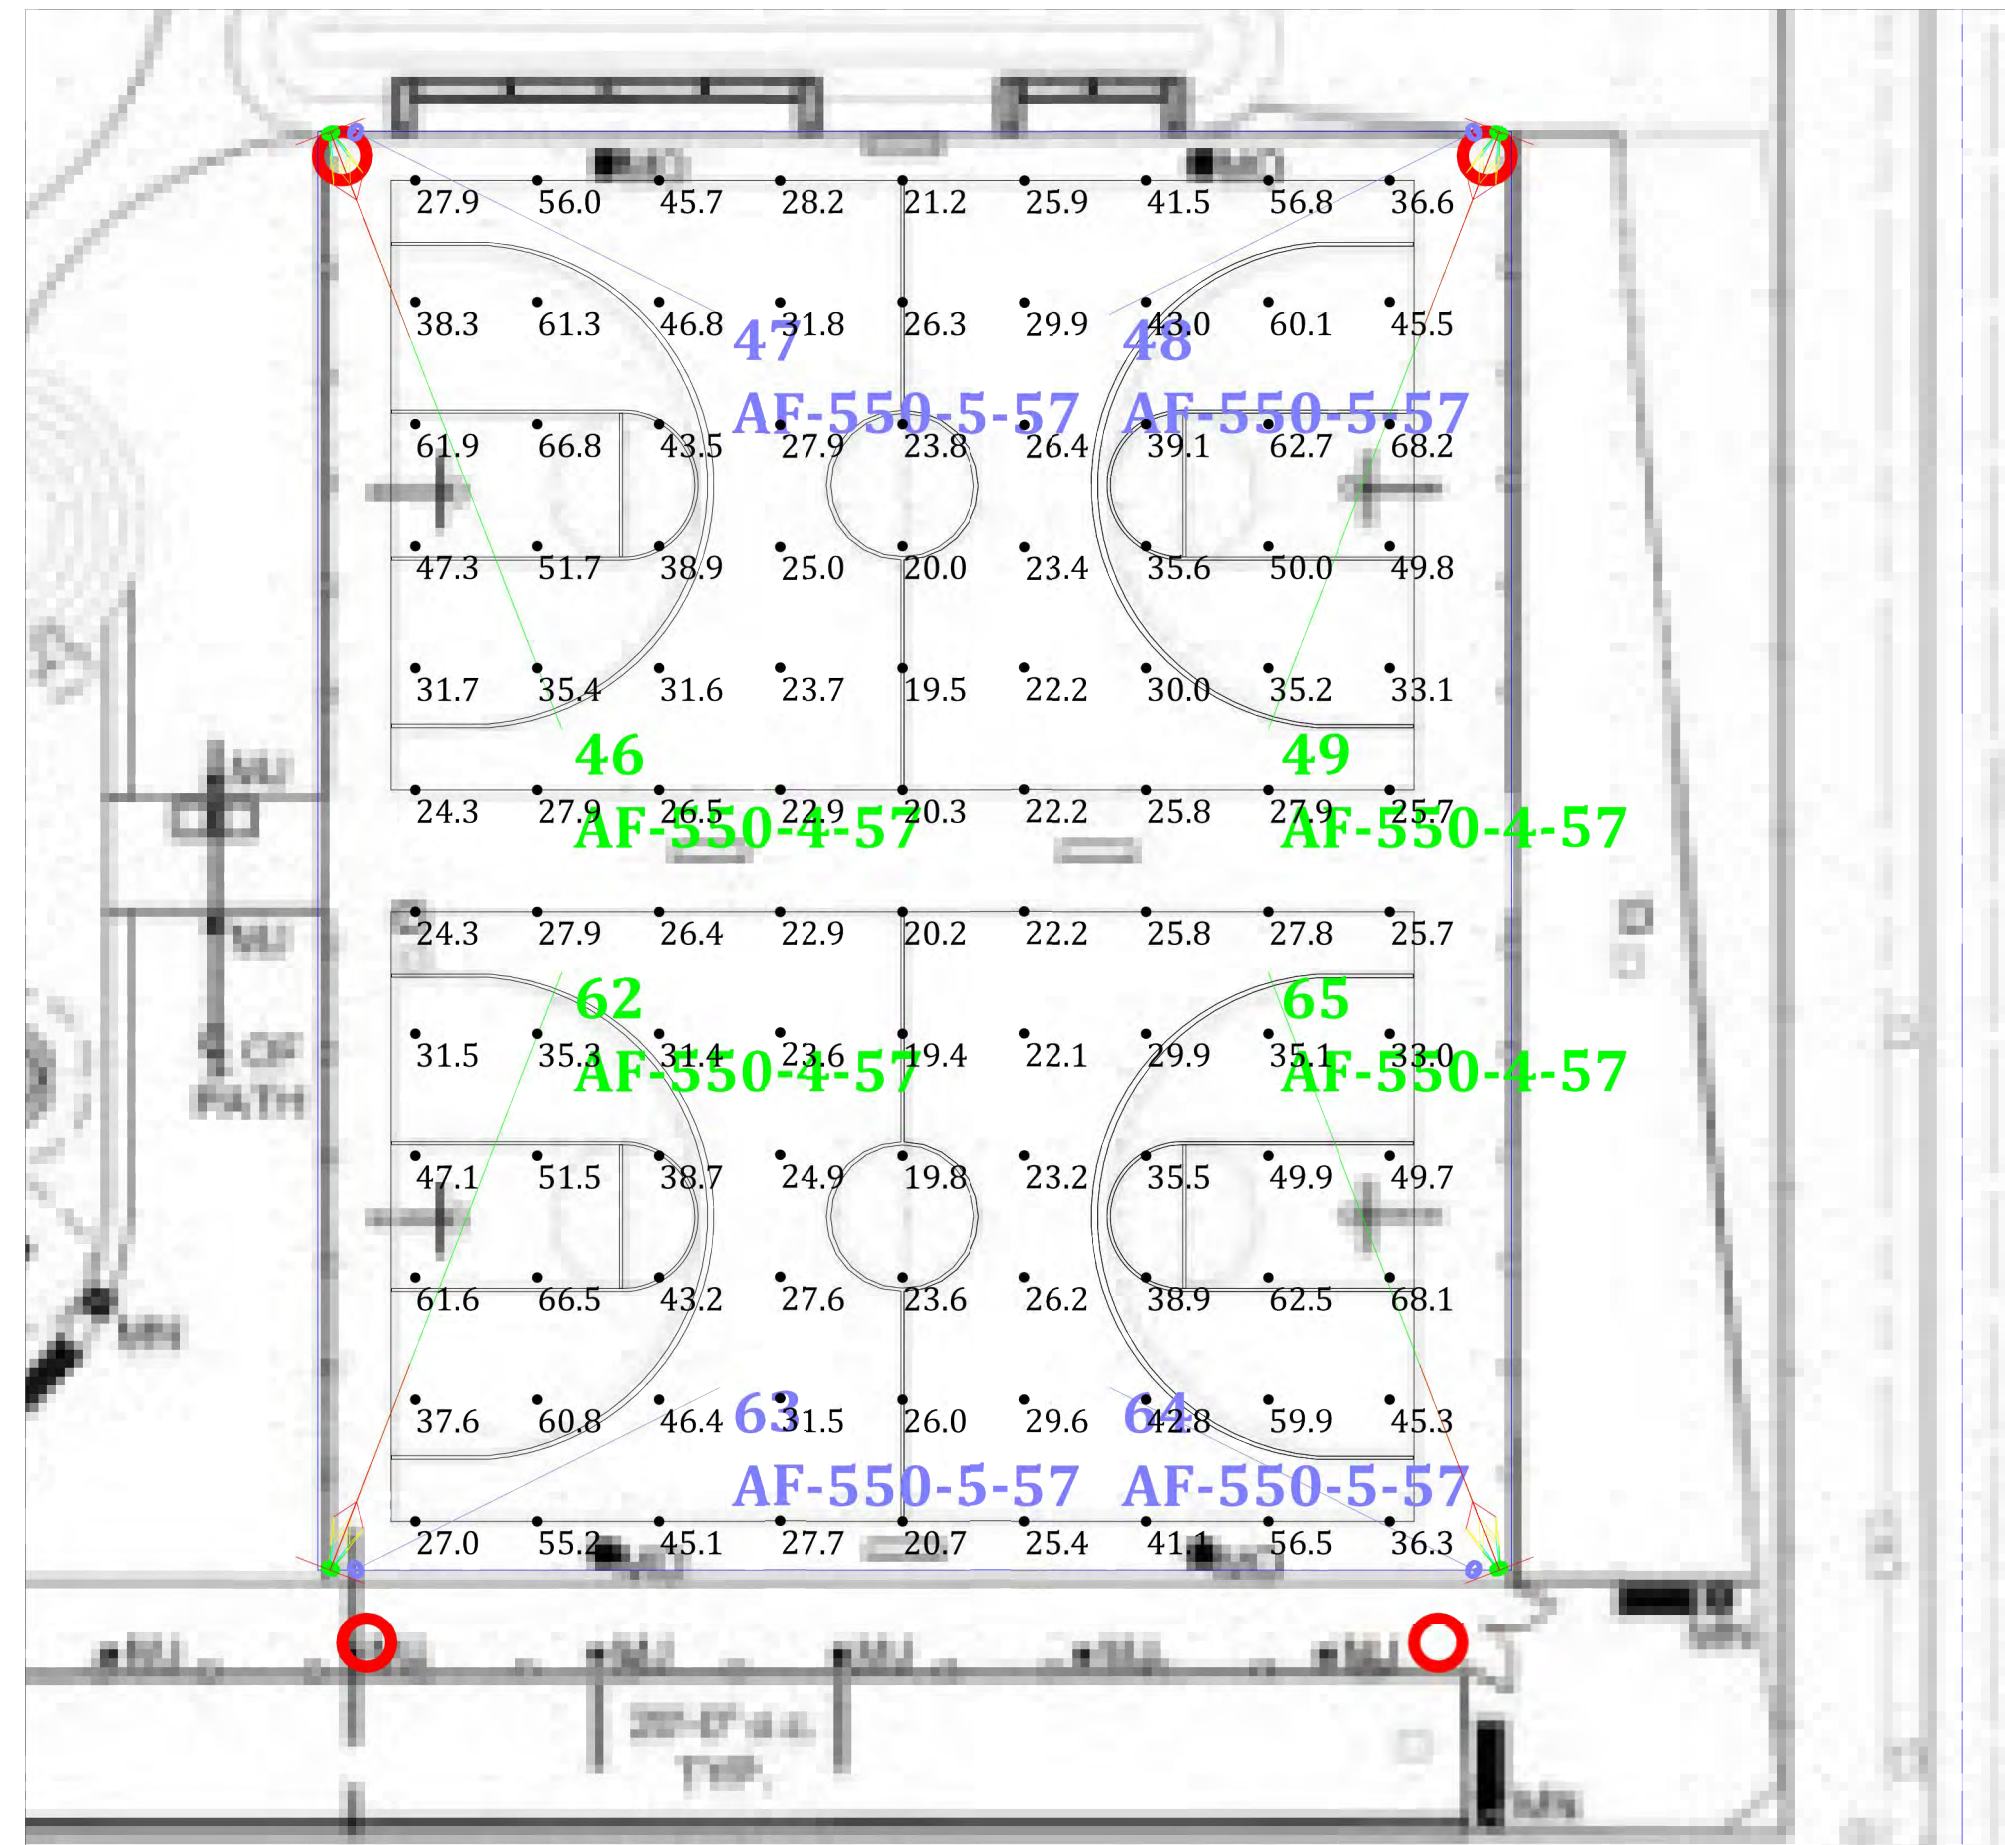 27.9 56.0 45.7 28.2 21.2 25.9 41.5 56.8 36.6
38.3 61.3 46.8 31.8 26.3 29.9 43.0 60.1 45.5
47 48
AF-550-5-57 AF-550-5-57
61.9 66.8 43.5 27.9 23.8 26.4 39.1 62.7 68.2
47.3 51.7 38.9 25.0 20.0 23.4 35.6 50.0 49.8
31.7 35.4 31.6 23.7 19.5 22.2 30.0 35.2 33.1
46 49
24.3 27.9 26.5 22.9 20.3 22.2 25.8 27.9 25.7
AF-550-4-57 AF-550-4-57
24.3 27.9 26.4 22.9 20.2 22.2 25.8 27.8 25.7
62 65
31.5 35.3 31.4 23.6 19.4 22.1 29.9 35.1 33.0
AF-550-4-57 AF-550-4-57
PATH
47.1 51.5 38.7 24.9 19.8 23.2 35.5 49.9 49.7
61.6 66.5 43.2 27.6 23.6 26.2 38.9 62.5 68.1
63 64
37.6 60.8 46.4 31.5 26.0 29.6 42.8 59.9 45.3
AF-550-5-57 AF-550-5-57
27.0 55.2 45.1 27.7 20.7 25.4 41.1 56.5 36.3